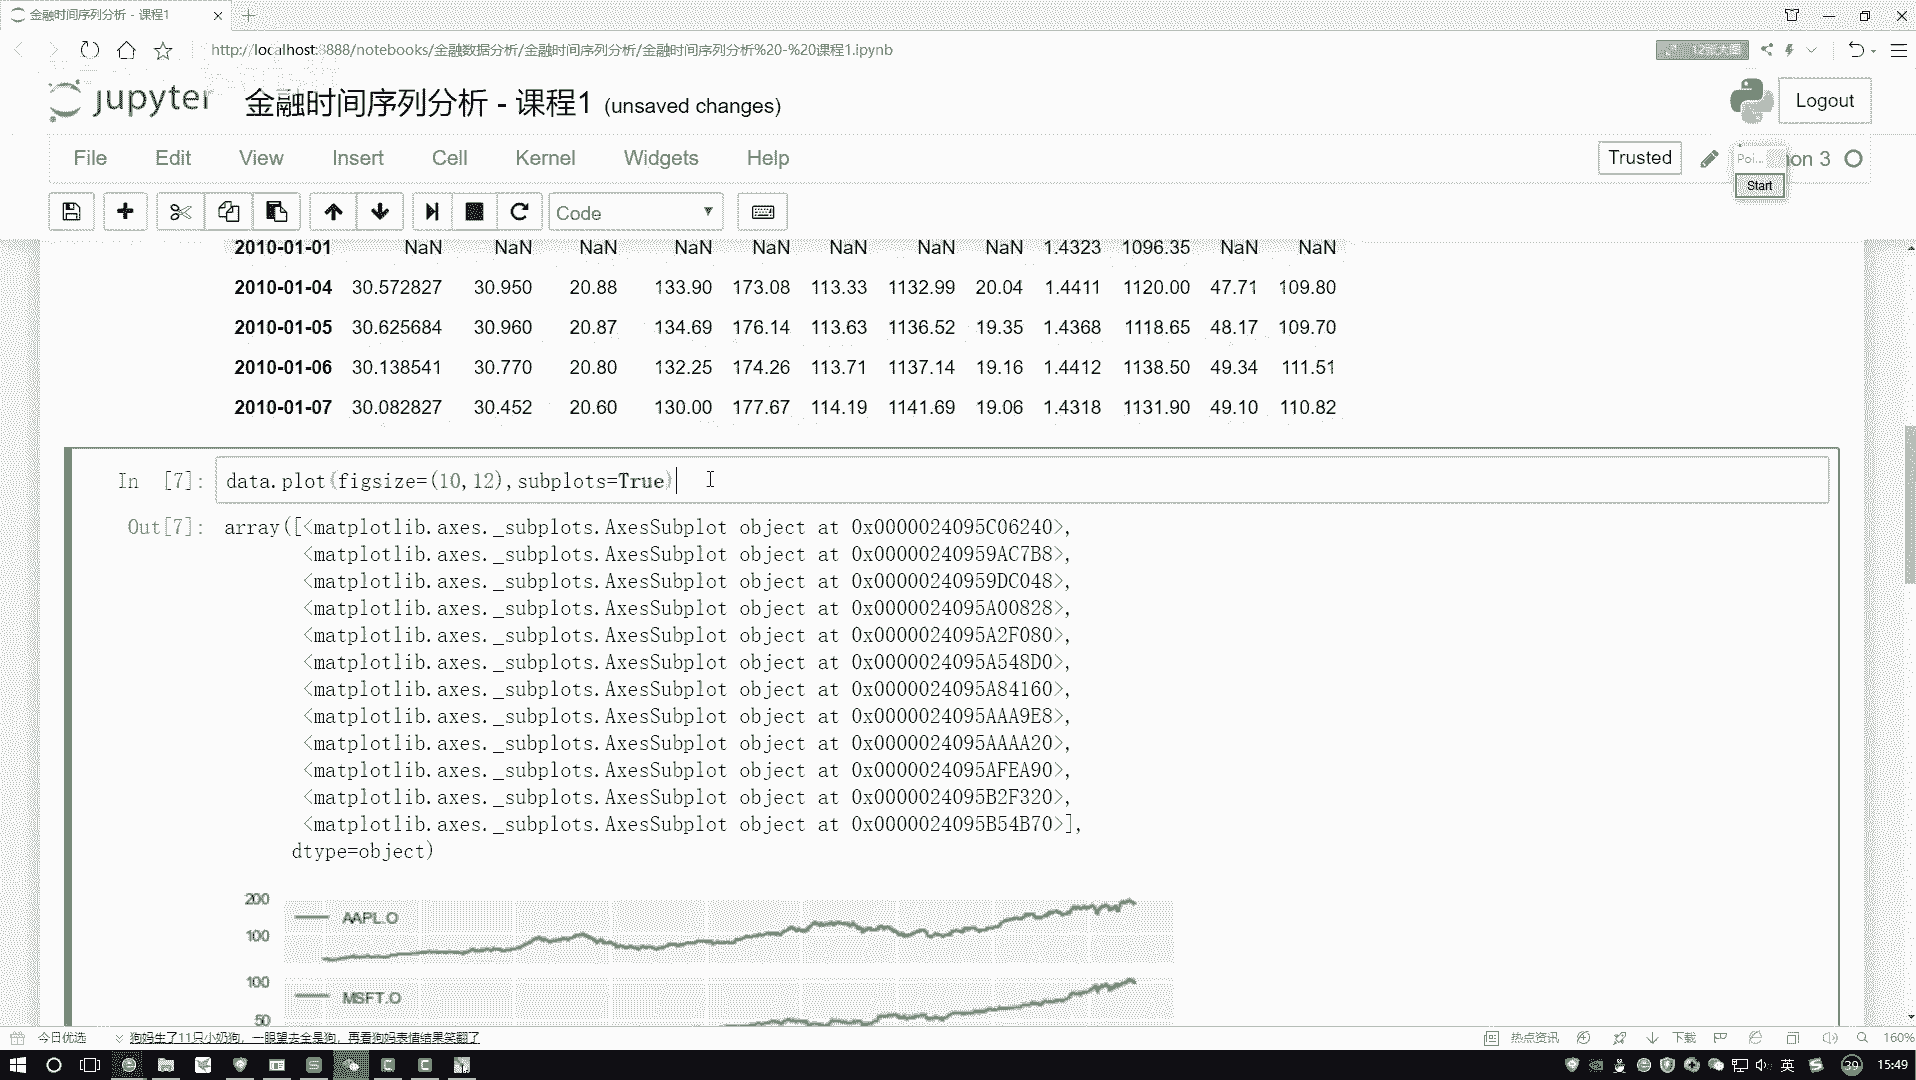 金融时间序列分析 - 课程1
http://localhost:8888/notebooks/金融数据分析/金融时间序列分析/金融时间序列分析%20-%20课程1.ipynb
12张大图
jupyter 金融时间序列分析 - 课程1 (unsaved changes)
Logout
File Edit View Insert Cell Kernel Widgets Help
Trusted
Poi...
on 3
Start
Code
2010-01-01 NaN NaN NaN NaN NaN NaN NaN NaN 1.4323 1096.35 NaN NaN
2010-01-04 30.572827 30.950 20.88 133.90 173.08 113.33 1132.99 20.04 1.4411 1120.00 47.71 109.80
2010-01-05 30.625684 30.960 20.87 134.69 176.14 113.63 1136.52 19.35 1.4368 1118.65 48.17 109.70
2010-01-06 30.138541 30.770 20.80 132.25 174.26 113.71 1137.14 19.16 1.4412 1138.50 49.34 111.51
2010-01-07 30.082827 30.452 20.60 130.00 177.67 114.19 1141.69 19.06 1.4318 1131.90 49.10 110.82
In [7]: data.plot(figsize=(10,12),subplots=True)
Out[7]: array([<matplotlib.axes._subplots.AxesSubplot object at 0x0000024095C06240>,
<matplotlib.axes._subplots.AxesSubplot object at 0x00000240959AC7B8>,
<matplotlib.axes._subplots.AxesSubplot object at 0x00000240959DC048>,
<matplotlib.axes._subplots.AxesSubplot object at 0x0000024095A00828>,
<matplotlib.axes._subplots.AxesSubplot object at 0x0000024095A2F080>,
<matplotlib.axes._subplots.AxesSubplot object at 0x0000024095A548D0>,
<matplotlib.axes._subplots.AxesSubplot object at 0x0000024095A84160>,
<matplotlib.axes._subplots.AxesSubplot object at 0x0000024095AAA9E8>,
<matplotlib.axes._subplots.AxesSubplot object at 0x0000024095AAAA20>,
<matplotlib.axes._subplots.AxesSubplot object at 0x0000024095AFEA90>,
<matplotlib.axes._subplots.AxesSubplot object at 0x0000024095B2F320>,
<matplotlib.axes._subplots.AxesSubplot object at 0x0000024095B54B70>],
dtype=object)
200
AAPL.O
100
100
MSFT.O
50
今日优选
狗妈生了11只小奶狗，一眼望去全是狗，再看狗妈表情结果笑翻了
热点资讯
下载
160%
英
39
15:49